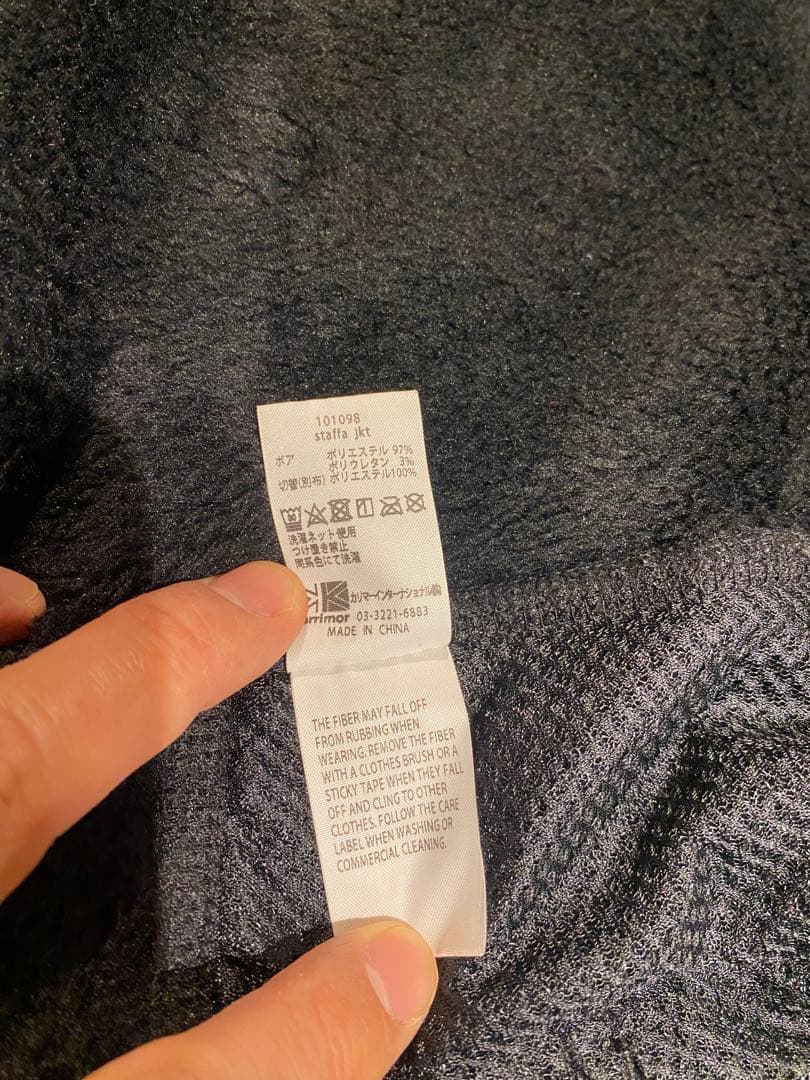 101098
staffa jkt
ボア ポリエステル 97%
ポリウレタン 3%
切替(別布) ポリエステル100%
洗濯ネット使用
つけ置き禁止
同系色にて洗濯
カリマーインターナショナル㈱
rrimor 03-3221-6883
MADE IN CHINA
THE FIBER MAY FALL OFF
FROM RUBBING WHEN
WEARING. REMOVE THE FIBER
WITH A CLOTHES BRUSH OR A
STICKY TAPE WHEN THEY FALL
OFF AND CLING TO OTHER
CLOTHES. FOLLOW THE CARE
LABEL WHEN WASHING OR
COMMERCIAL CLEANING.